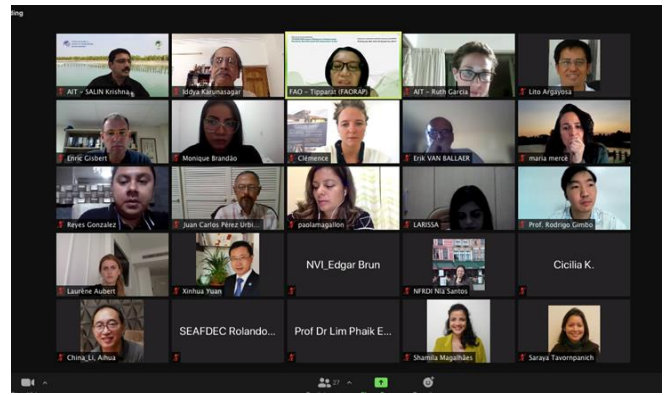 ding
AIT - SALIN Krishna
Iddya Karunasagar
FAO - Tipparat (FAORAP)
AIT - Ruth Garcia
Lito Argayosa
Enric Gisbert
Monique Brandão
Clémence
Erik VAN BALLAER
maria mercè
Reyes Gonzalez
Juan Carlos Pérez Urbi...
paolamagallon
LARISSA
Prof. Rodrigo Gimbo
Laurène Aubert
Xinhua Yuan
NVI_Edgar Brun
NFRDI Nia Santos
Cicilia K.
China_Li, Aihua
SEAFDEC Rolando...
Prof Dr Lim Phaik E...
Shamila Magalhães
Saraya Tavornpanich
27